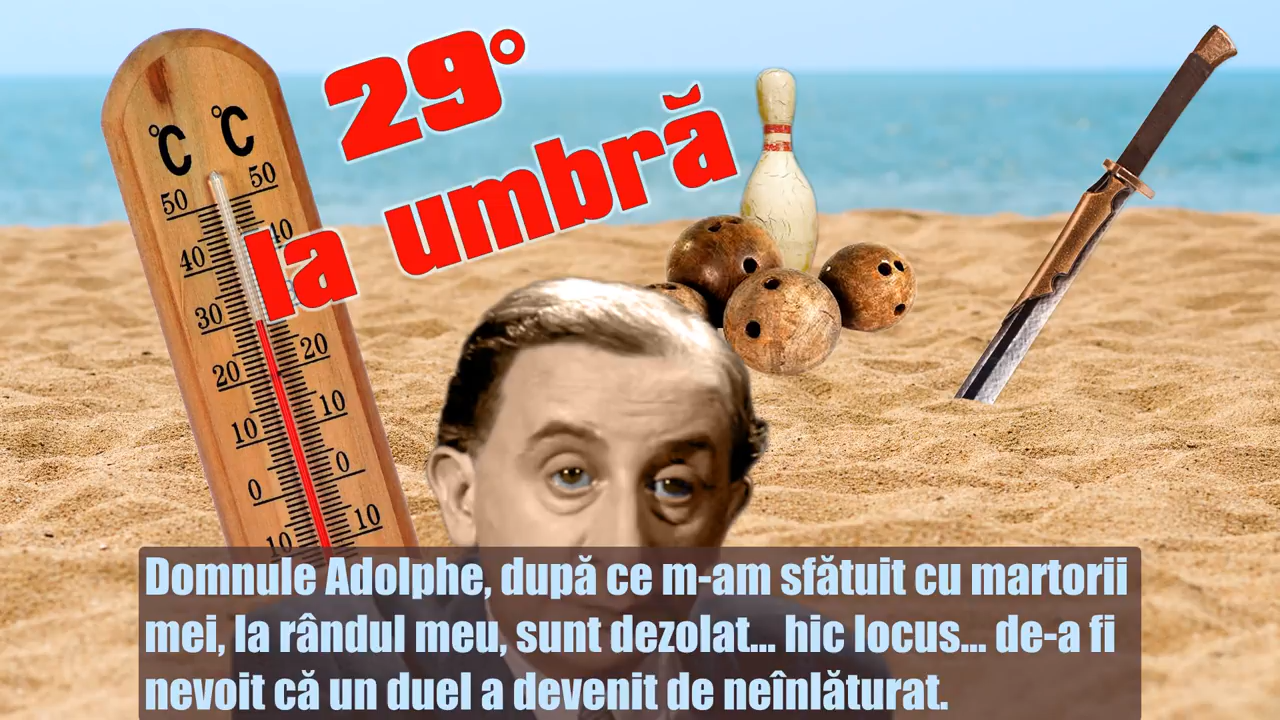 29°
la umbră
°C °C
50 50
40 40
30
20 20
10 10
0 0
10 10
Domnule Adolphe, după ce m-am sfătuit cu martorii
mei, la rândul meu, sunt dezolat... hic locus... de-a fi
nevoit că un duel a devenit de neînlăturat.